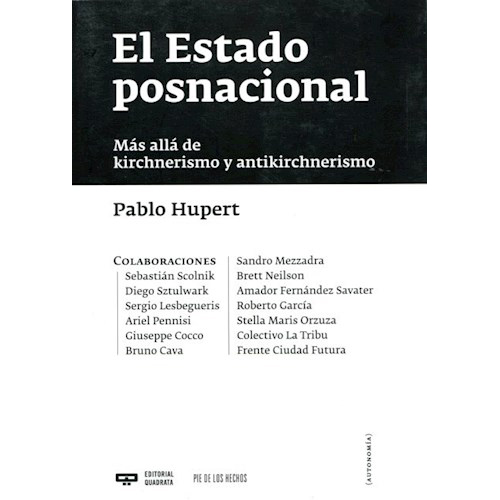 El Estado
posnacional
Más allá de
kirchnerismo y antikirchnerismo
Pablo Hupert
COLABORACIONES
Sebastián Scolnik
Diego Sztulwark
Sergio Lesbegueris
Ariel Pennisi
Giuseppe Cocco
Bruno Cava
Sandro Mezzadra
Brett Neilson
Amador Fernández Savater
Roberto García
Stella Maris Orzuza
Colectivo La Tribu
Frente Ciudad Futura
EDITORIAL
QUADRATA
PIE DE LOS HECHOS
[AUTONOMÍA]